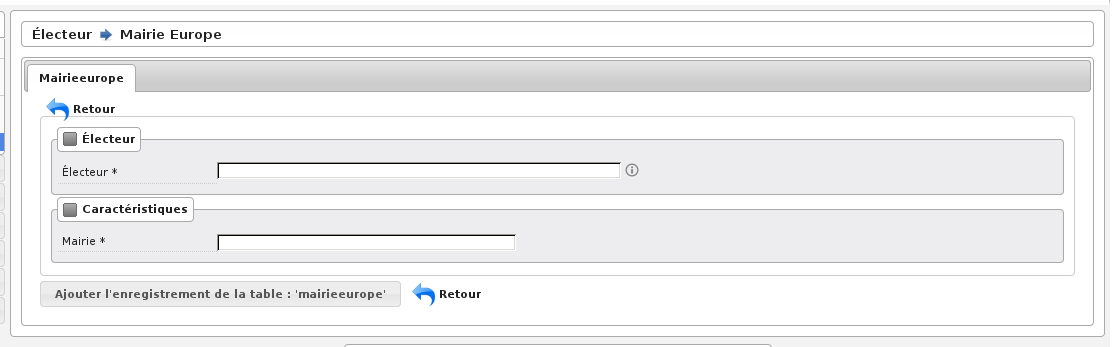 Électeur Mairie Europe
Mairieeurope
Retour
Électeur
Électeur *
Caractéristiques
Mairie *
Ajouter l'enregistrement de la table : 'mairieeurope' Retour